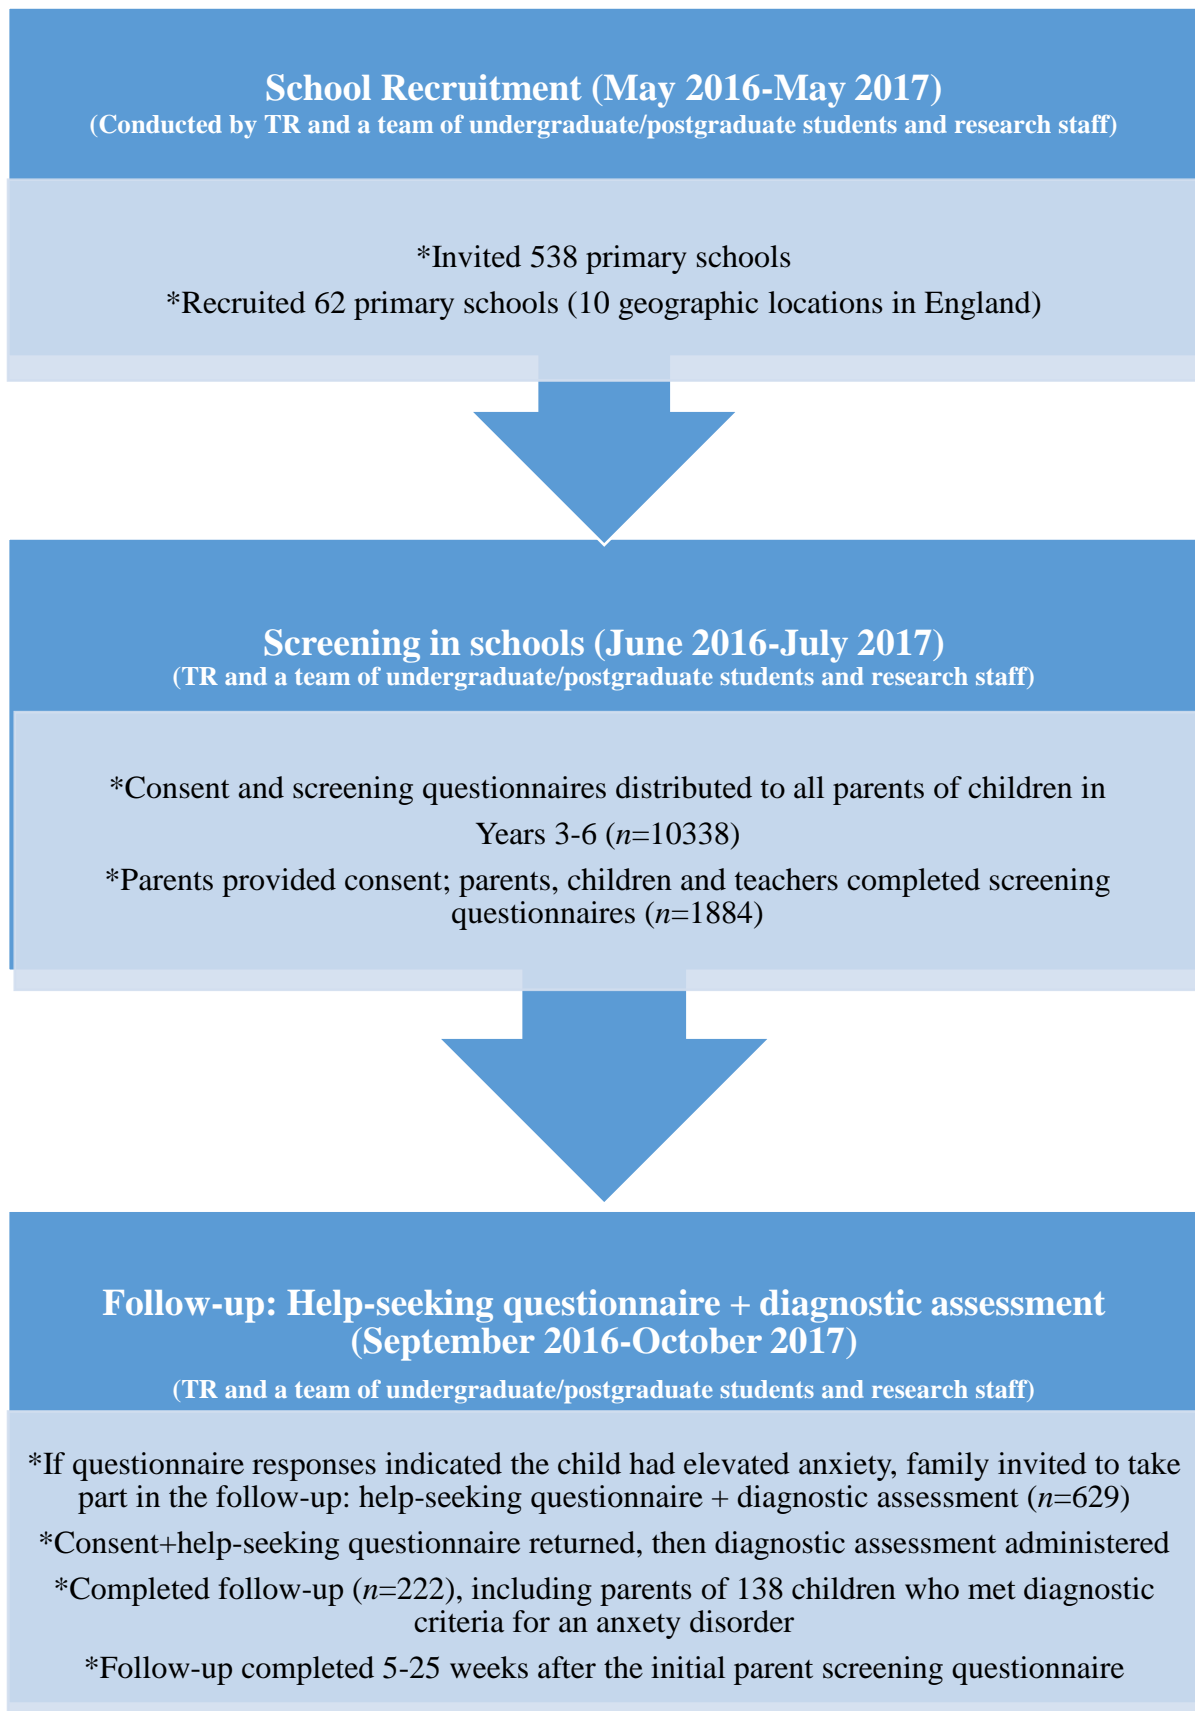 School Recruitment (May 2016-May 2017)
(Conducted by TR and a team of undergraduate/postgraduate students and research staff)
*Invited 538 primary schools
*Recruited 62 primary schools (10 geographic locations in England)
Screening in schools (June 2016-July 2017)
(TR and a team of undergraduate/postgraduate students and research staff)
*Consent and screening questionnaires distributed to all parents of children in
Years 3-6 (n=10338)
*Parents provided consent; parents, children and teachers completed screening
questionnaires (n=1884)
Follow-up: Help-seeking questionnaire + diagnostic assessment
(September 2016-October 2017)
(TR and a team of undergraduate/postgraduate students and research staff)
*If questionnaire responses indicated the child had elevated anxiety, family invited to take
part in the follow-up: help-seeking questionnaire + diagnostic assessment (n=629)
*Consent+help-seeking questionnaire returned, then diagnostic assessment administered
*Completed follow-up (n=222), including parents of 138 children who met diagnostic
criteria for an anxety disorder
*Follow-up completed 5-25 weeks after the initial parent screening questionnaire